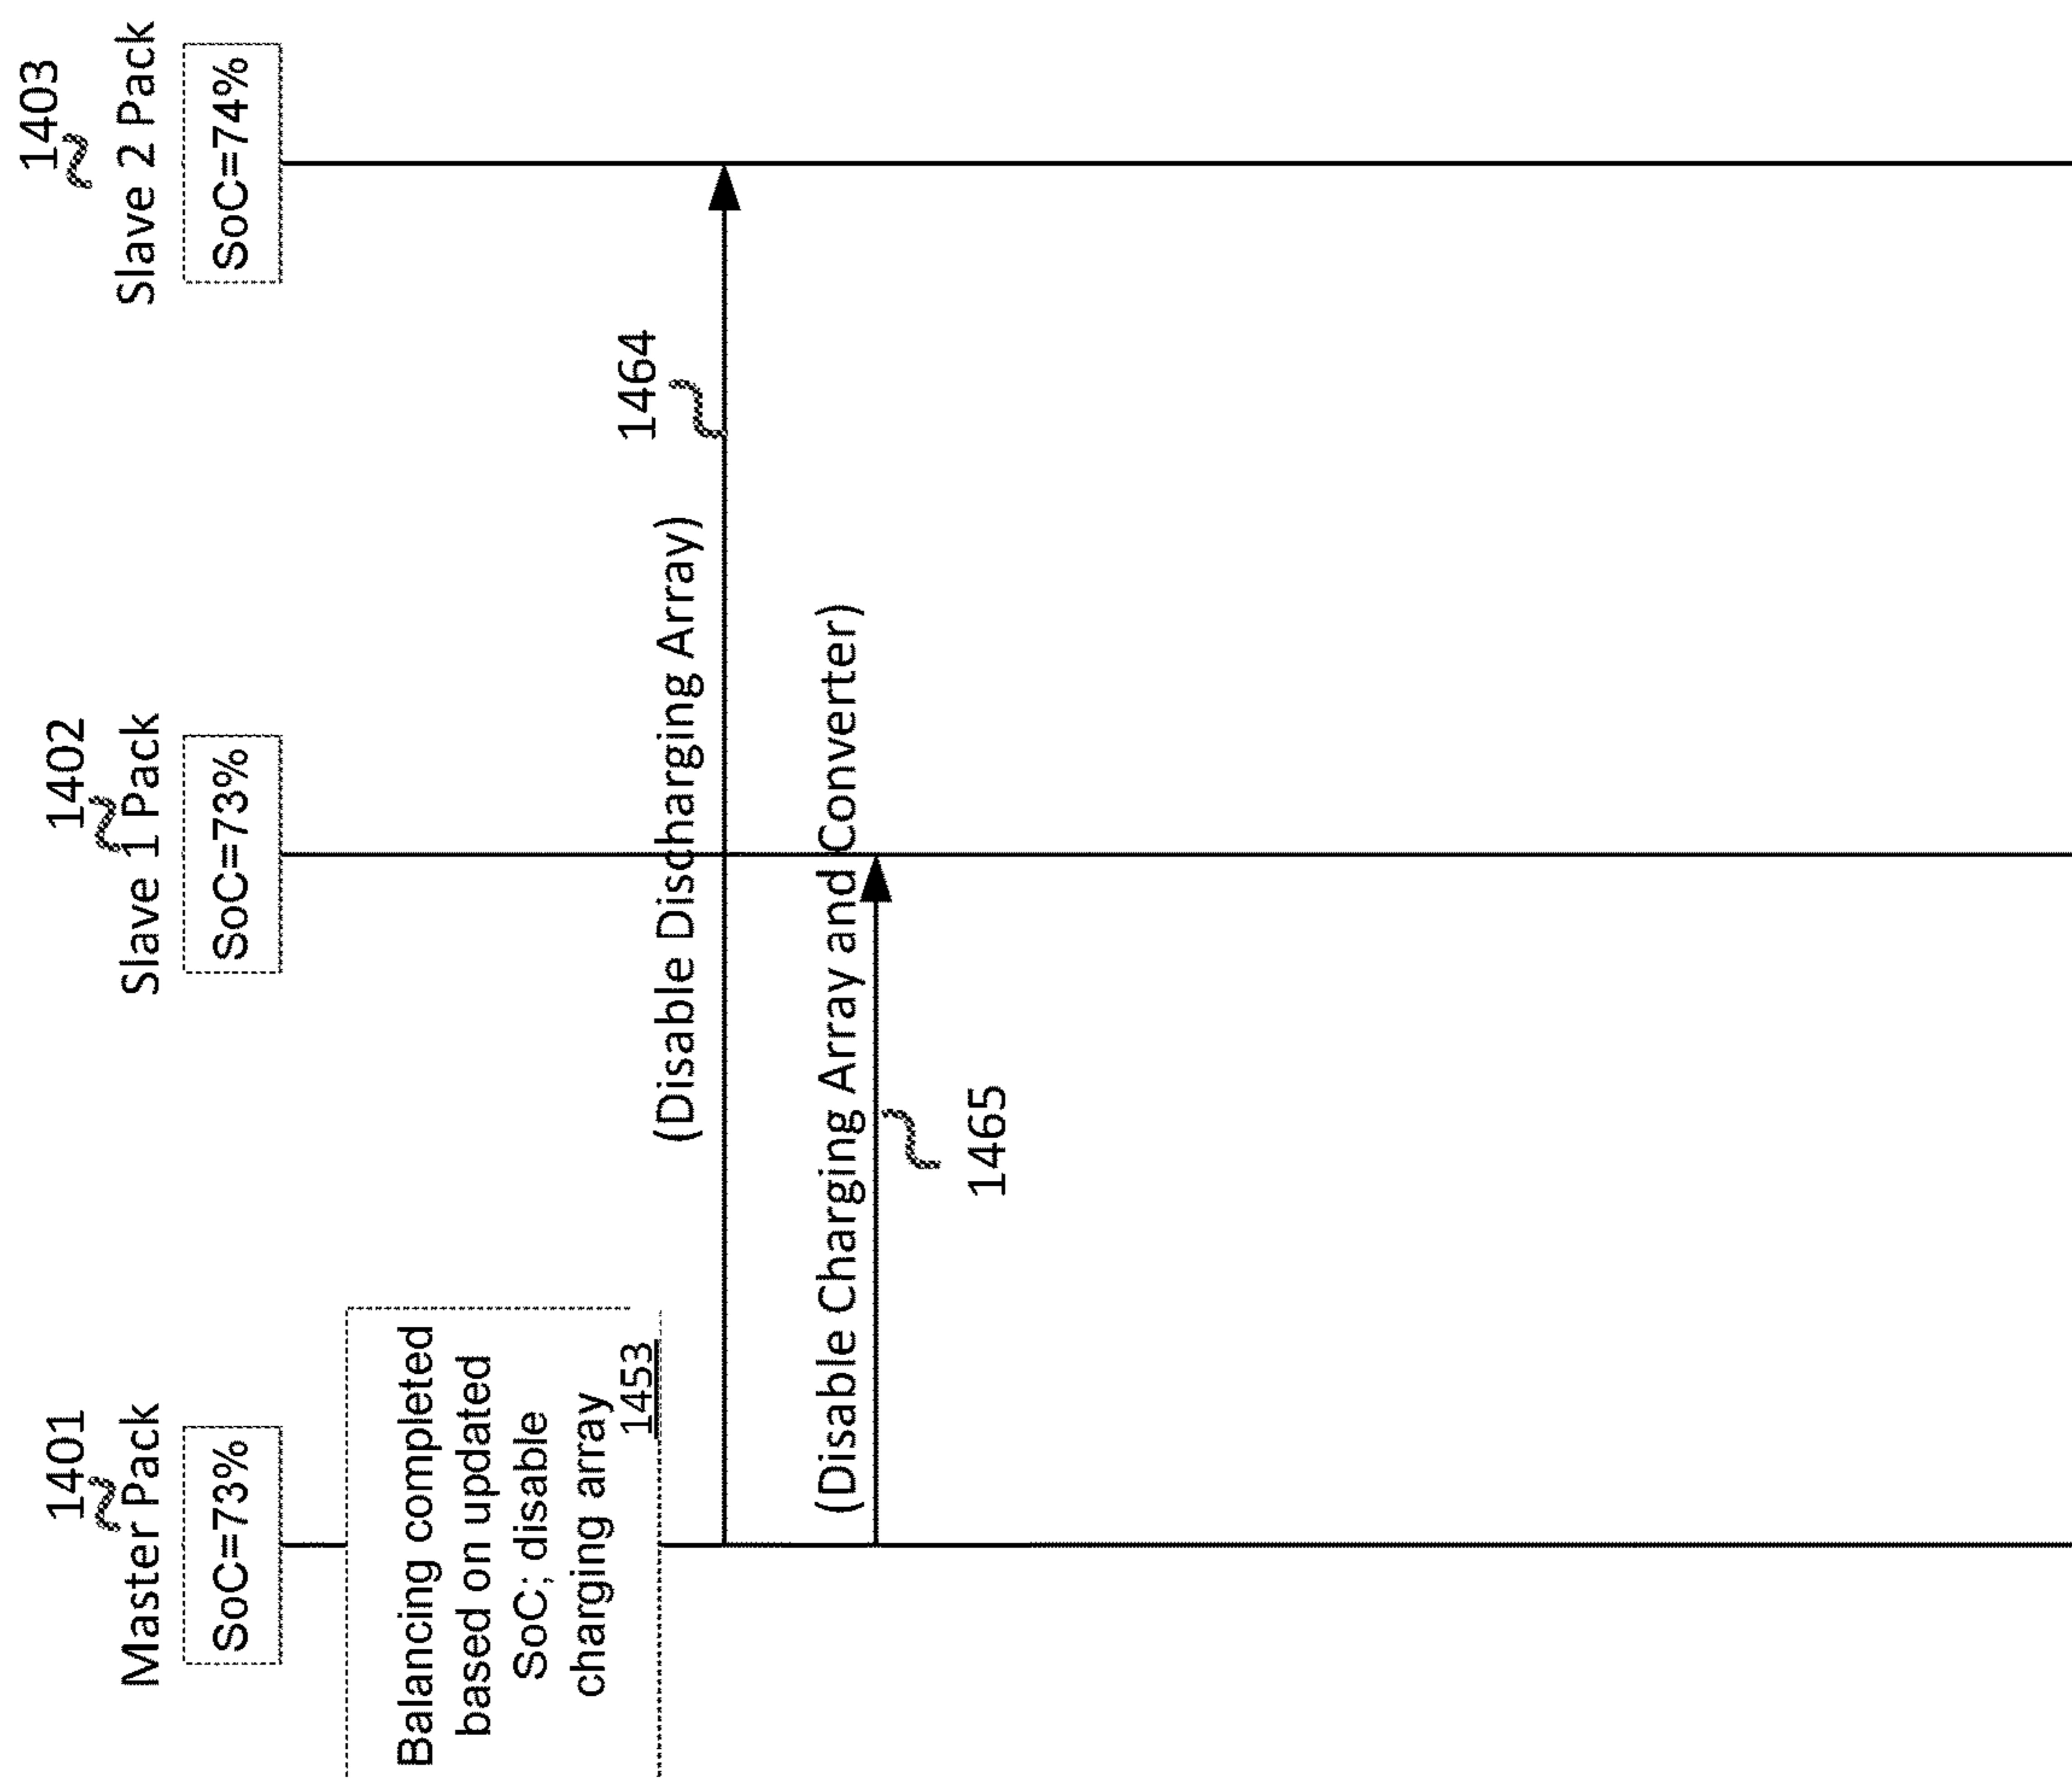 1401
Master Pack
SoC=73%
1402
Slave 1 Pack
SoC=73%
1403
Slave 2 Pack
SoC=74%
Balancing completed
based on updated
SoC; disable
charging array
1453
1464
(Disable Discharging Array)
(Disable Charging Array and Converter)
1465